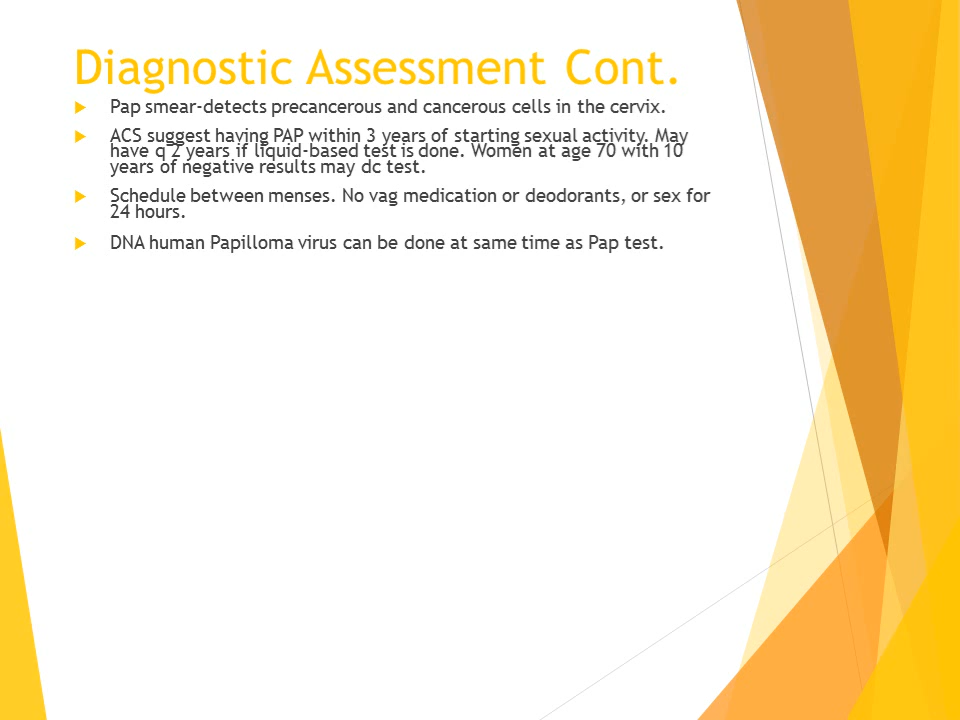 Diagnostic Assessment Cont.
Pap smear-detects precancerous and cancerous cells in the cervix.
ACS suggest having PAP within 3 years of starting sexual activity. May
have q 2 years if liquid-based test is done. Women at age 70 with 10
years of negative results may dc test.
Schedule between menses. No vag medication or deodorants, or sex for
24 hours.
DNA human Papilloma virus can be done at same time as Pap test.